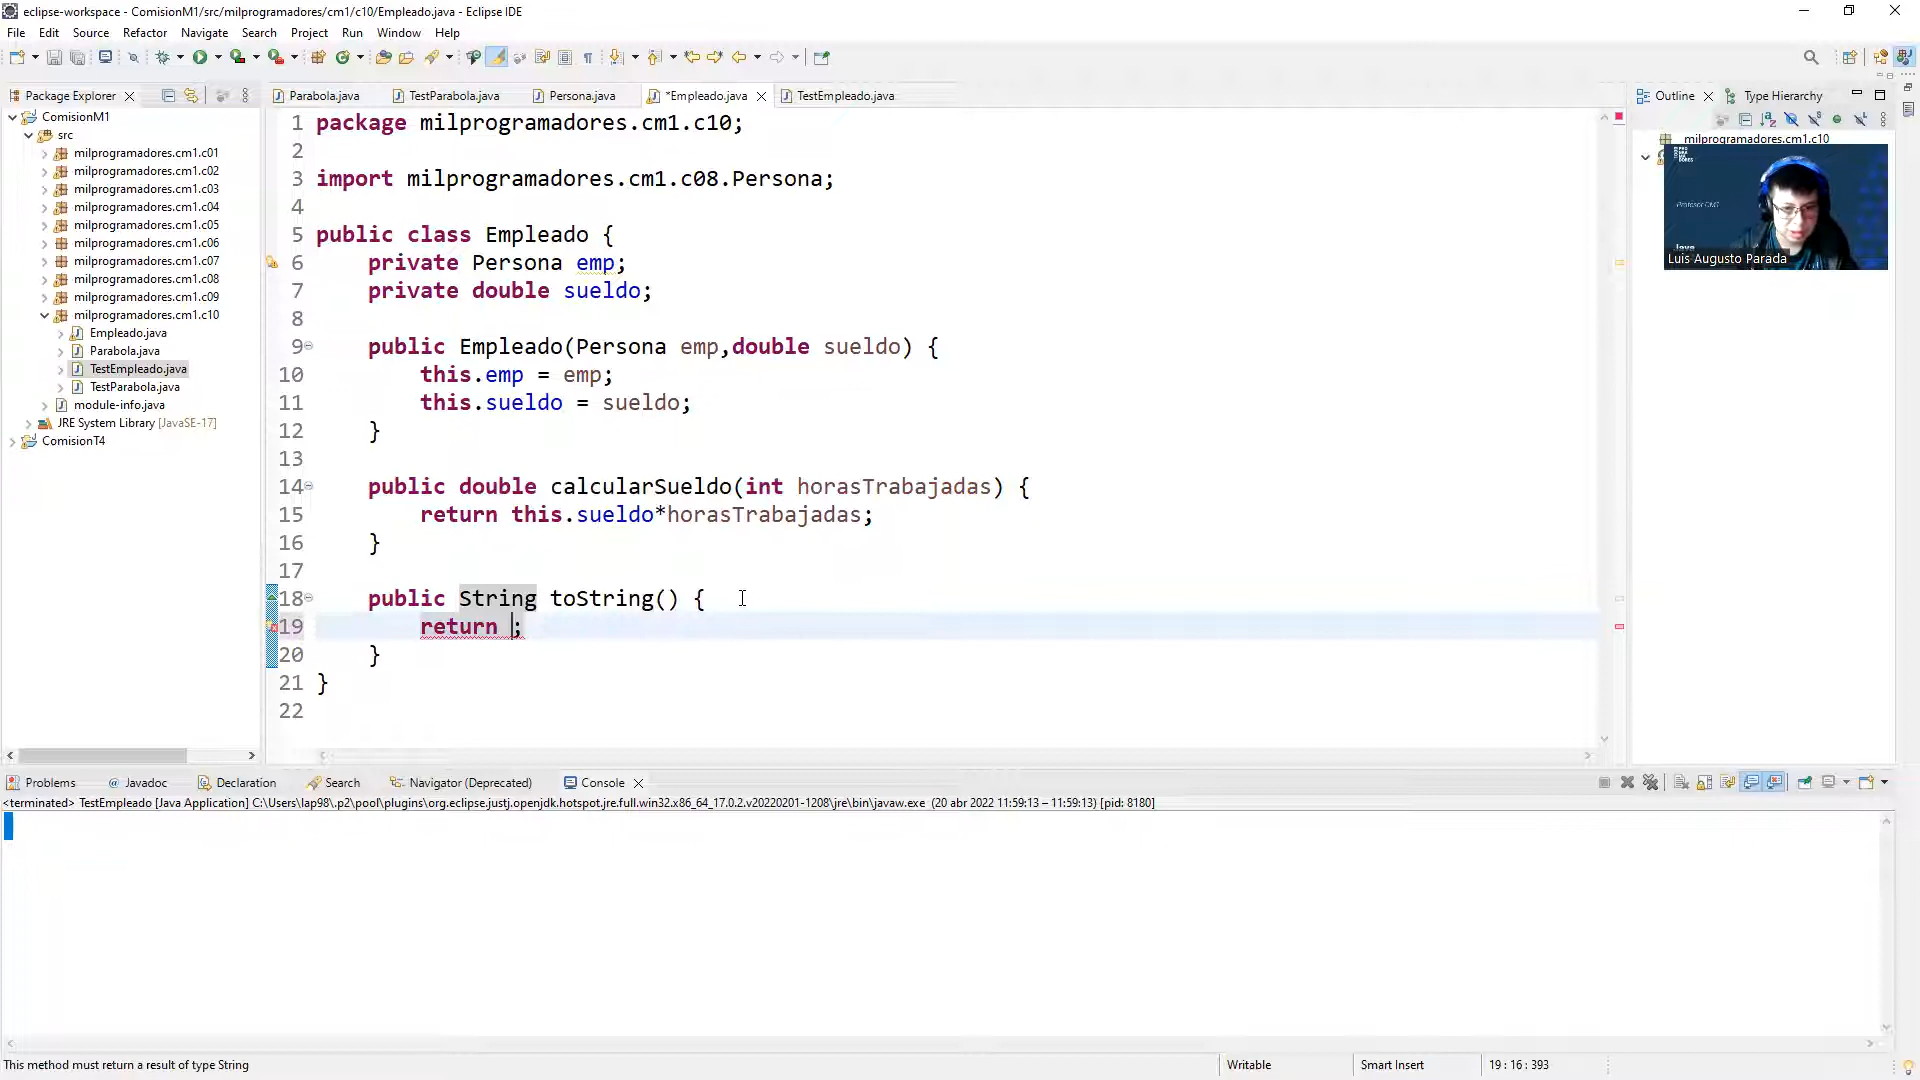 eclipse-workspace - ComisionM1/src/milprogramadores/cm1/c10/Empleado.java - Eclipse IDE
File Edit Source Refactor Navigate Search Project Run Window Help
Package Explorer
Parabola.java TestParabola.java Persona.java *Empleado.java TestEmpleado.java
Outline Type Hierarchy
ComisionM1
src
milprogramadores.cm1.c01
milprogramadores.cm1.c02
milprogramadores.cm1.c03
milprogramadores.cm1.c04
milprogramadores.cm1.c05
milprogramadores.cm1.c06
milprogramadores.cm1.c07
milprogramadores.cm1.c08
milprogramadores.cm1.c09
milprogramadores.cm1.c10
Empleado.java
Parabola.java
TestEmpleado.java
TestParabola.java
module-info.java
JRE System Library [JavaSE-17]
ComisionT4
1 package milprogramadores.cm1.c10;
2
3 import milprogramadores.cm1.c08.Persona;
4
5 public class Empleado {
6 private Persona emp;
7 private double sueldo;
8
9 public Empleado(Persona emp,double sueldo) {
10 this.emp = emp;
11 this.sueldo = sueldo;
12 }
13
14 public double calcularSueldo(int horasTrabajadas) {
15 return this.sueldo*horasTrabajadas;
16 }
17
18 public String toString() {
19 return ;
20 }
21 }
22
milprogramadores.cm1.c10
Profesor CM1
Java
Luis Augusto Parada
Problems @ Javadoc Declaration Search Navigator (Deprecated) Console
<terminated> TestEmpleado [Java Application] C:\Users\lap98\.p2\pool\plugins\org.eclipse.justj.openjdk.hotspot.jre.full.win32.x86_64_17.0.2.v20220201-1208\jre\bin\javaw.exe (20 abr 2022 11:59:13 – 11:59:13) [pid: 8180]
This method must return a result of type String
Writable
Smart Insert
19 : 16 : 393